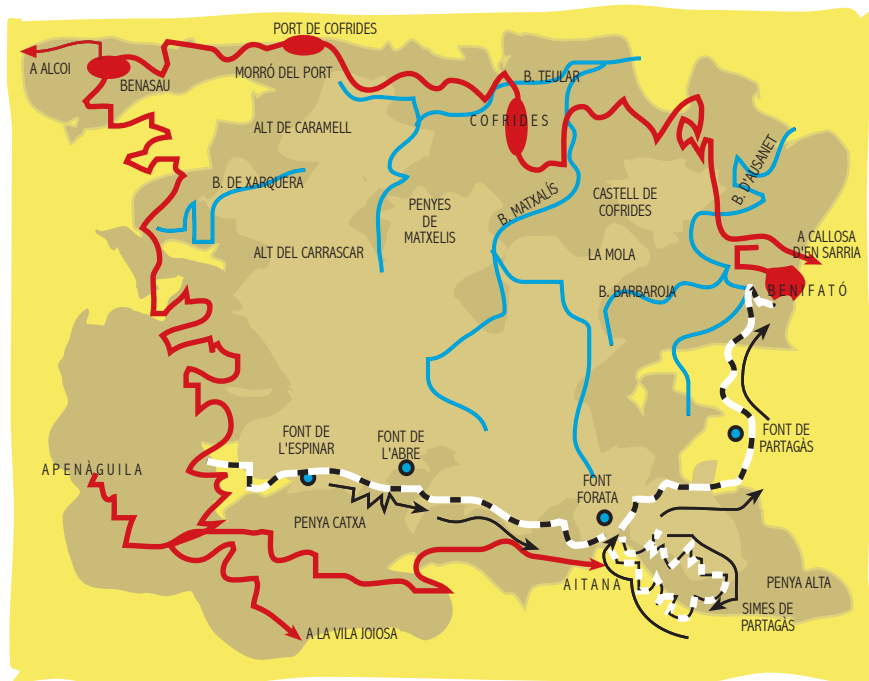 PORT DE COFRIDES
A ALCOI
BENASAU
MORRÓ DEL PORT
B. TEULAR
ALT DE CARAMELL
COFRIDES
B. D'AUSANET
B. DE XARQUERA
PENYES
DE
MATXELIS
B. MATXALÍS
CASTELL DE
COFRIDES
ALT DEL CARRASCAR
LA MOLA
A CALLOSA
D'EN SARRIA
B. BARBAROJA
BENIFATÓ
FONT DE
L'ESPINAR
FONT DE
L'ABRE
FONT DE
PARTAGÀS
APENÀGUILA
FONT
FORATA
PENYA CATXA
AITANA
PENYA ALTA
SIMES DE
PARTAGÀS
A LA VILA JOIOSA